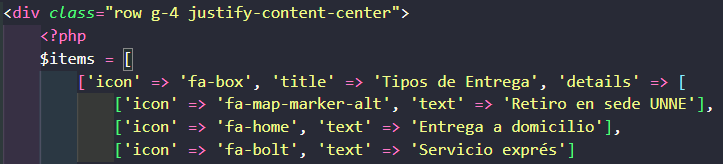 <div class="row g-4 justify-content-center">
<?php
$items = [
['icon' => 'fa-box', 'title' => 'Tipos de Entrega', 'details' => [
['icon' => 'fa-map-marker-alt', 'text' => 'Retiro en sede UNNE'],
['icon' => 'fa-home', 'text' => 'Entrega a domicilio'],
['icon' => 'fa-bolt', 'text' => 'Servicio exprés']